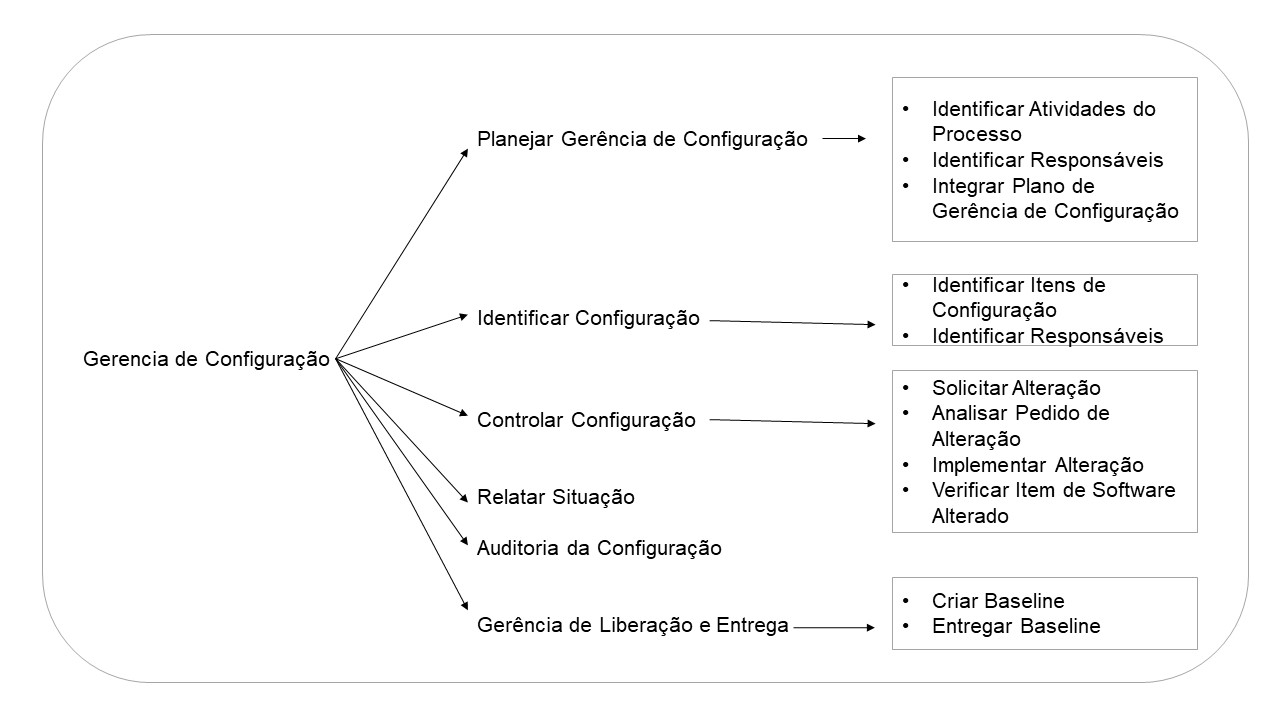 Gerencia de Configuração
Planejar Gerência de Configuração
• Identificar Atividades do
Processo
• Identificar Responsáveis
• Integrar Plano de
Gerência de Configuração
Identificar Configuração
• Identificar Itens de
Configuração
• Identificar Responsáveis
Controlar Configuração
• Solicitar Alteração
• Analisar Pedido de
Alteração
• Implementar Alteração
• Verificar Item de Software
Alterado
Relatar Situação
Auditoria da Configuração
Gerência de Liberação e Entrega
• Criar Baseline
• Entregar Baseline